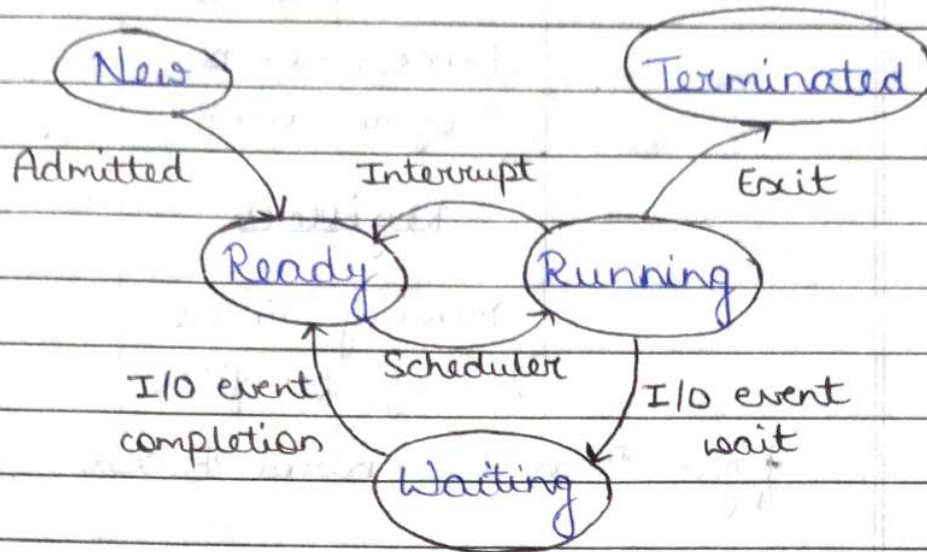 New
Terminated
Admitted
Interrupt
Exit
Ready
Running
Scheduler
I/O event
completion
I/O event
wait
Waiting